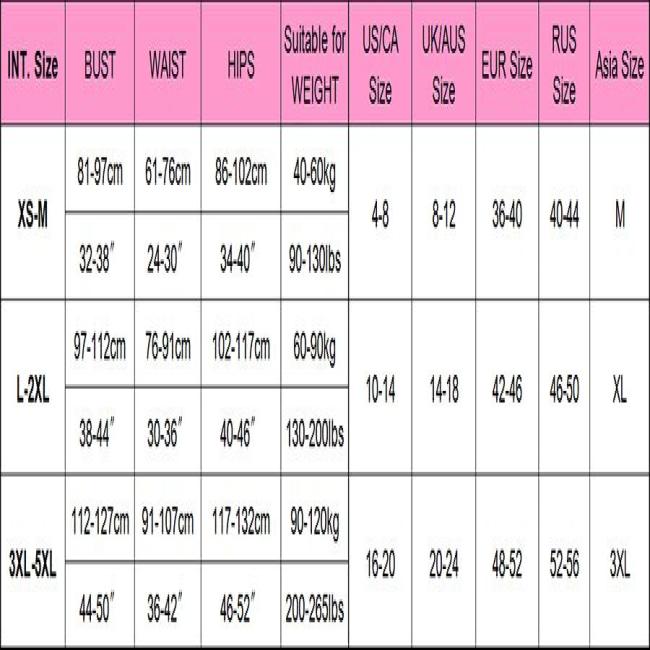 INT. Size BUST WAIST HIPS Suitable for WEIGHT US/CA Size UK/AUS Size EUR Size RUS Size Asia Size
XS-M 81-97cm 61-76cm 86-102cm 40-60kg 4-8 8-12 36-40 40-44 M
32-38" 24-30" 34-40" 90-130lbs
L-2XL 97-112cm 76-91cm 102-117cm 60-90kg 10-14 14-18 42-46 46-50 XL
38-44" 30-36" 40-46" 130-200lbs
3XL-5XL 112-127cm 91-107cm 117-132cm 90-120kg 16-20 20-24 48-52 52-56 3XL
44-50" 36-42" 46-52" 200-265lbs